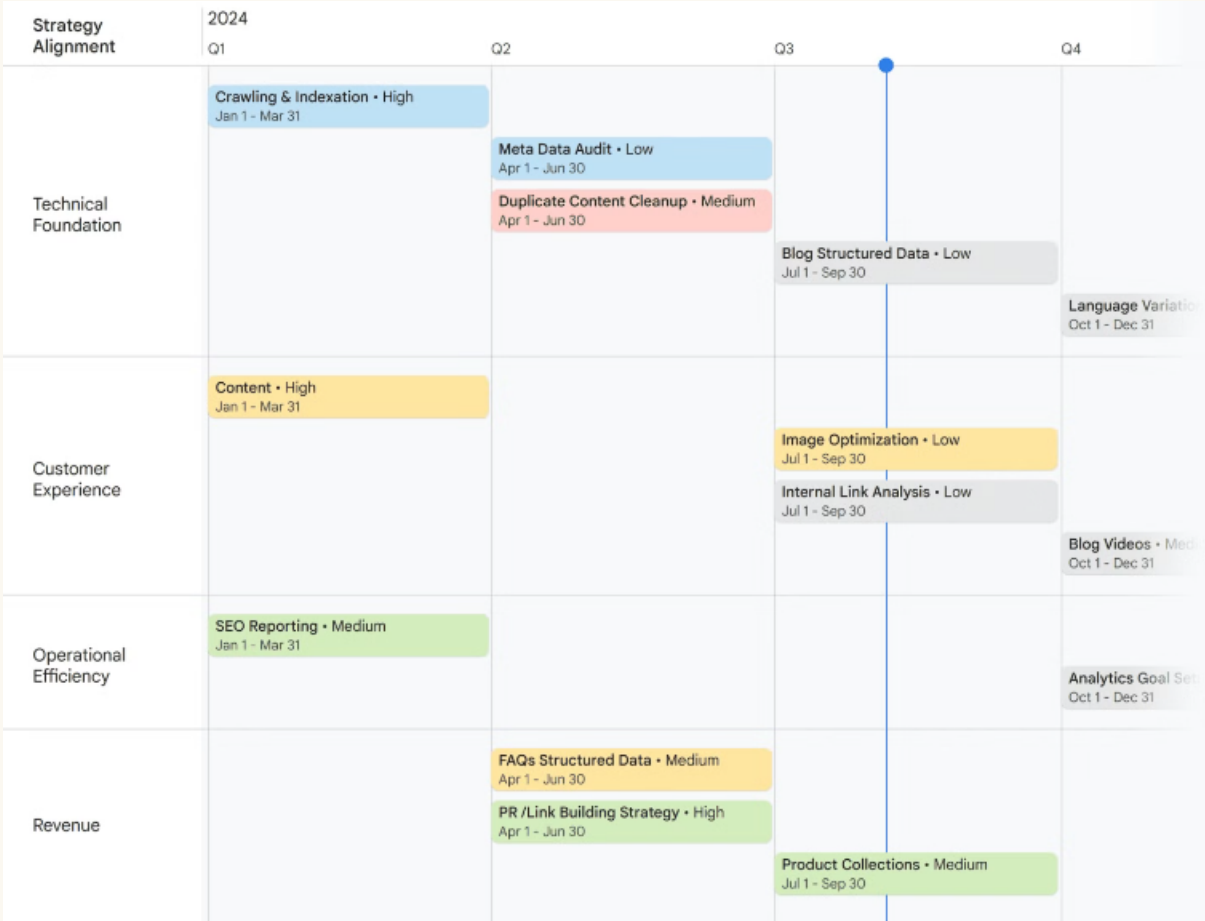 Strategy
Alignment
2024
Q1
Q2
Q3
Q4
Technical
Foundation
Crawling & Indexation • High
Jan 1 - Mar 31
Meta Data Audit • Low
Apr 1 - Jun 30
Duplicate Content Cleanup • Medium
Apr 1 - Jun 30
Blog Structured Data • Low
Jul 1 - Sep 30
Language
Oct 1 - Dec 31
Customer
Experience
Content • High
Jan 1 - Mar 31
Image Optimization • Low
Jul 1 - Sep 30
Internal Link Analysis • Low
Jul 1 - Sep 30
Blog Videos •
Oct 1 - Dec 31
Operational
Efficiency
SEO Reporting • Medium
Jan 1 - Mar 31
Analytics Goal
Oct 1 - Dec 31
Revenue
FAQs Structured Data • Medium
Apr 1 - Jun 30
PR /Link Building Strategy • High
Apr 1 - Jun 30
Product Collections • Medium
Jul 1 - Sep 30